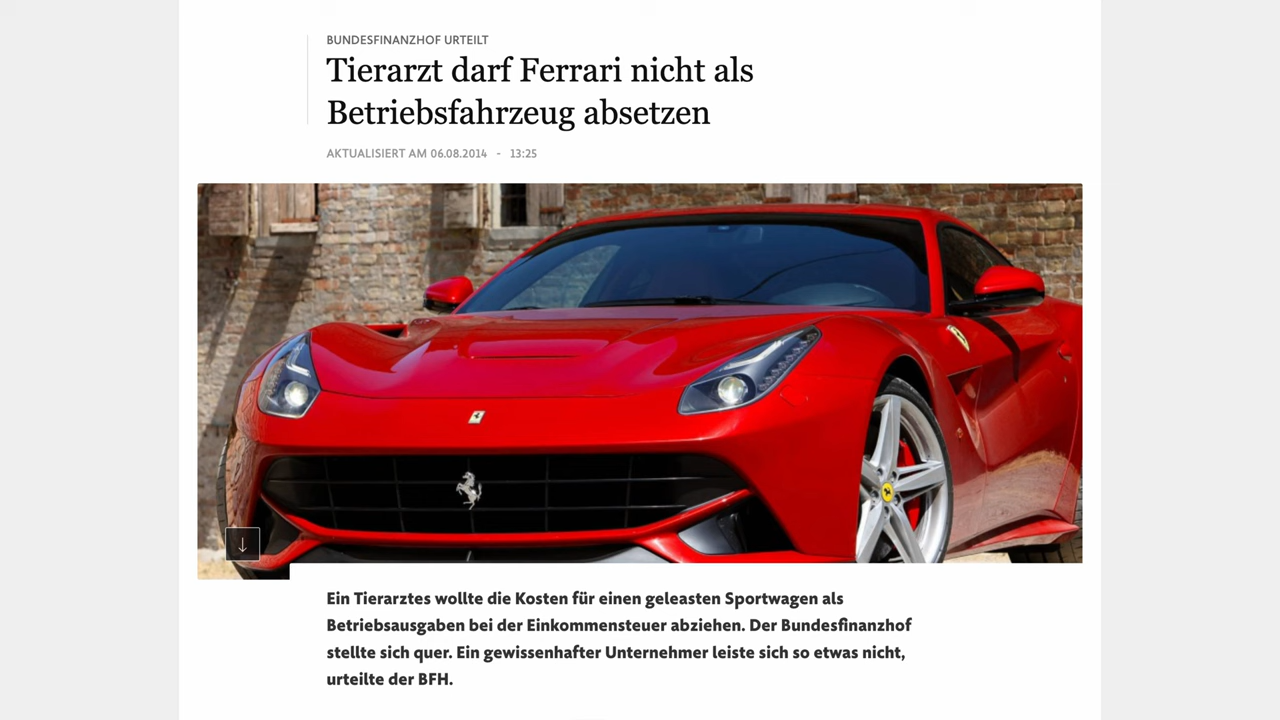 BUNDESFINANZHOF URTEILT
Tierarzt darf Ferrari nicht als
Betriebsfahrzeug absetzen
AKTUALISIERT AM 06.08.2014 - 13:25
Ein Tierarztes wollte die Kosten für einen geleasten Sportwagen als
Betriebsausgaben bei der Einkommensteuer abziehen. Der Bundesfinanzhof
stellte sich quer. Ein gewissenhafter Unternehmer leiste sich so etwas nicht,
urteilte der BFH.